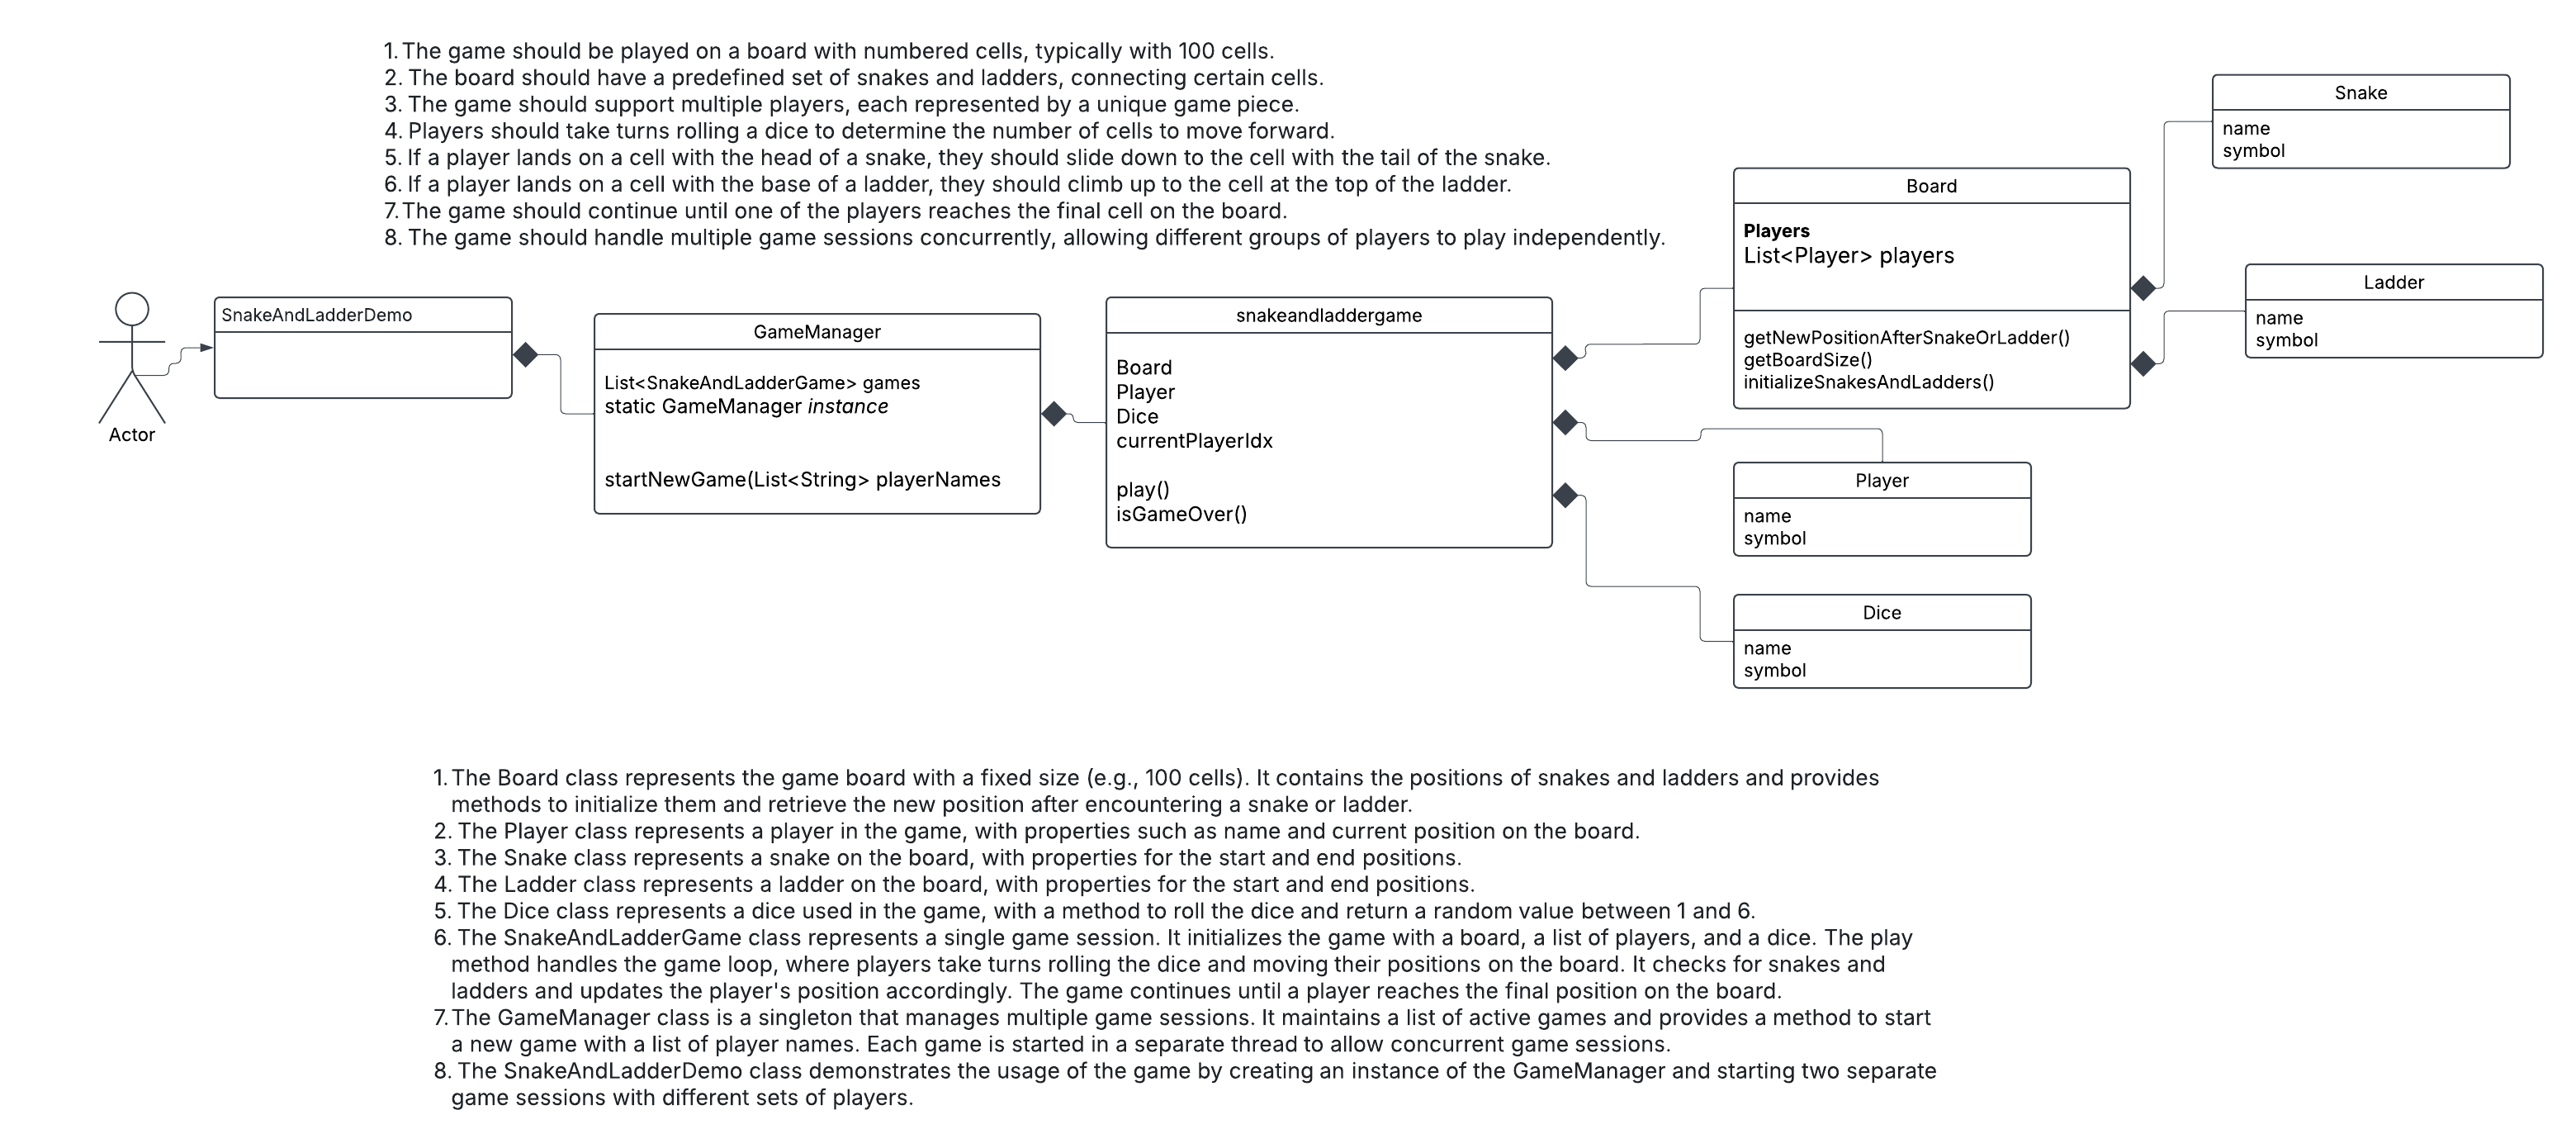 1. The game should be played on a board with numbered cells, typically with 100 cells.
2. The board should have a predefined set of snakes and ladders, connecting certain cells.
3. The game should support multiple players, each represented by a unique game piece.
4. Players should take turns rolling a dice to determine the number of cells to move forward.
5. If a player lands on a cell with the head of a snake, they should slide down to the cell with the tail of the snake.
6. If a player lands on a cell with the base of a ladder, they should climb up to the cell at the top of the ladder.
7. The game should continue until one of the players reaches the final cell on the board.
8. The game should handle multiple game sessions concurrently, allowing different groups of players to play independently.
Actor
SnakeAndLadderDemo
GameManager
List<SnakeAndLadderGame> games
static GameManager instance
startNewGame(List<String> playerNames
snakeandladdergame
Board
Player
Dice
currentPlayerIdx
play()
isGameOver()
Board
Players
List<Player> players
getNewPositionAfterSnakeOrLadder()
getBoardSize()
initializeSnakesAndLadders()
Snake
name
symbol
Ladder
name
symbol
Player
name
symbol
Dice
name
symbol
1. The Board class represents the game board with a fixed size (e.g., 100 cells). It contains the positions of snakes and ladders and provides
methods to initialize them and retrieve the new position after encountering a snake or ladder.
2. The Player class represents a player in the game, with properties such as name and current position on the board.
3. The Snake class represents a snake on the board, with properties for the start and end positions.
4. The Ladder class represents a ladder on the board, with properties for the start and end positions.
5. The Dice class represents a dice used in the game, with a method to roll the dice and return a random value between 1 and 6.
6. The SnakeAndLadderGame class represents a single game session. It initializes the game with a board, a list of players, and a dice. The play
method handles the game loop, where players take turns rolling the dice and moving their positions on the board. It checks for snakes and
ladders and updates the player's position accordingly. The game continues until a player reaches the final position on the board.
7. The GameManager class is a singleton that manages multiple game sessions. It maintains a list of active games and provides a method to start
a new game with a list of player names. Each game is started in a separate thread to allow concurrent game sessions.
8. The SnakeAndLadderDemo class demonstrates the usage of the game by creating an instance of the GameManager and starting two separate
game sessions with different sets of players.